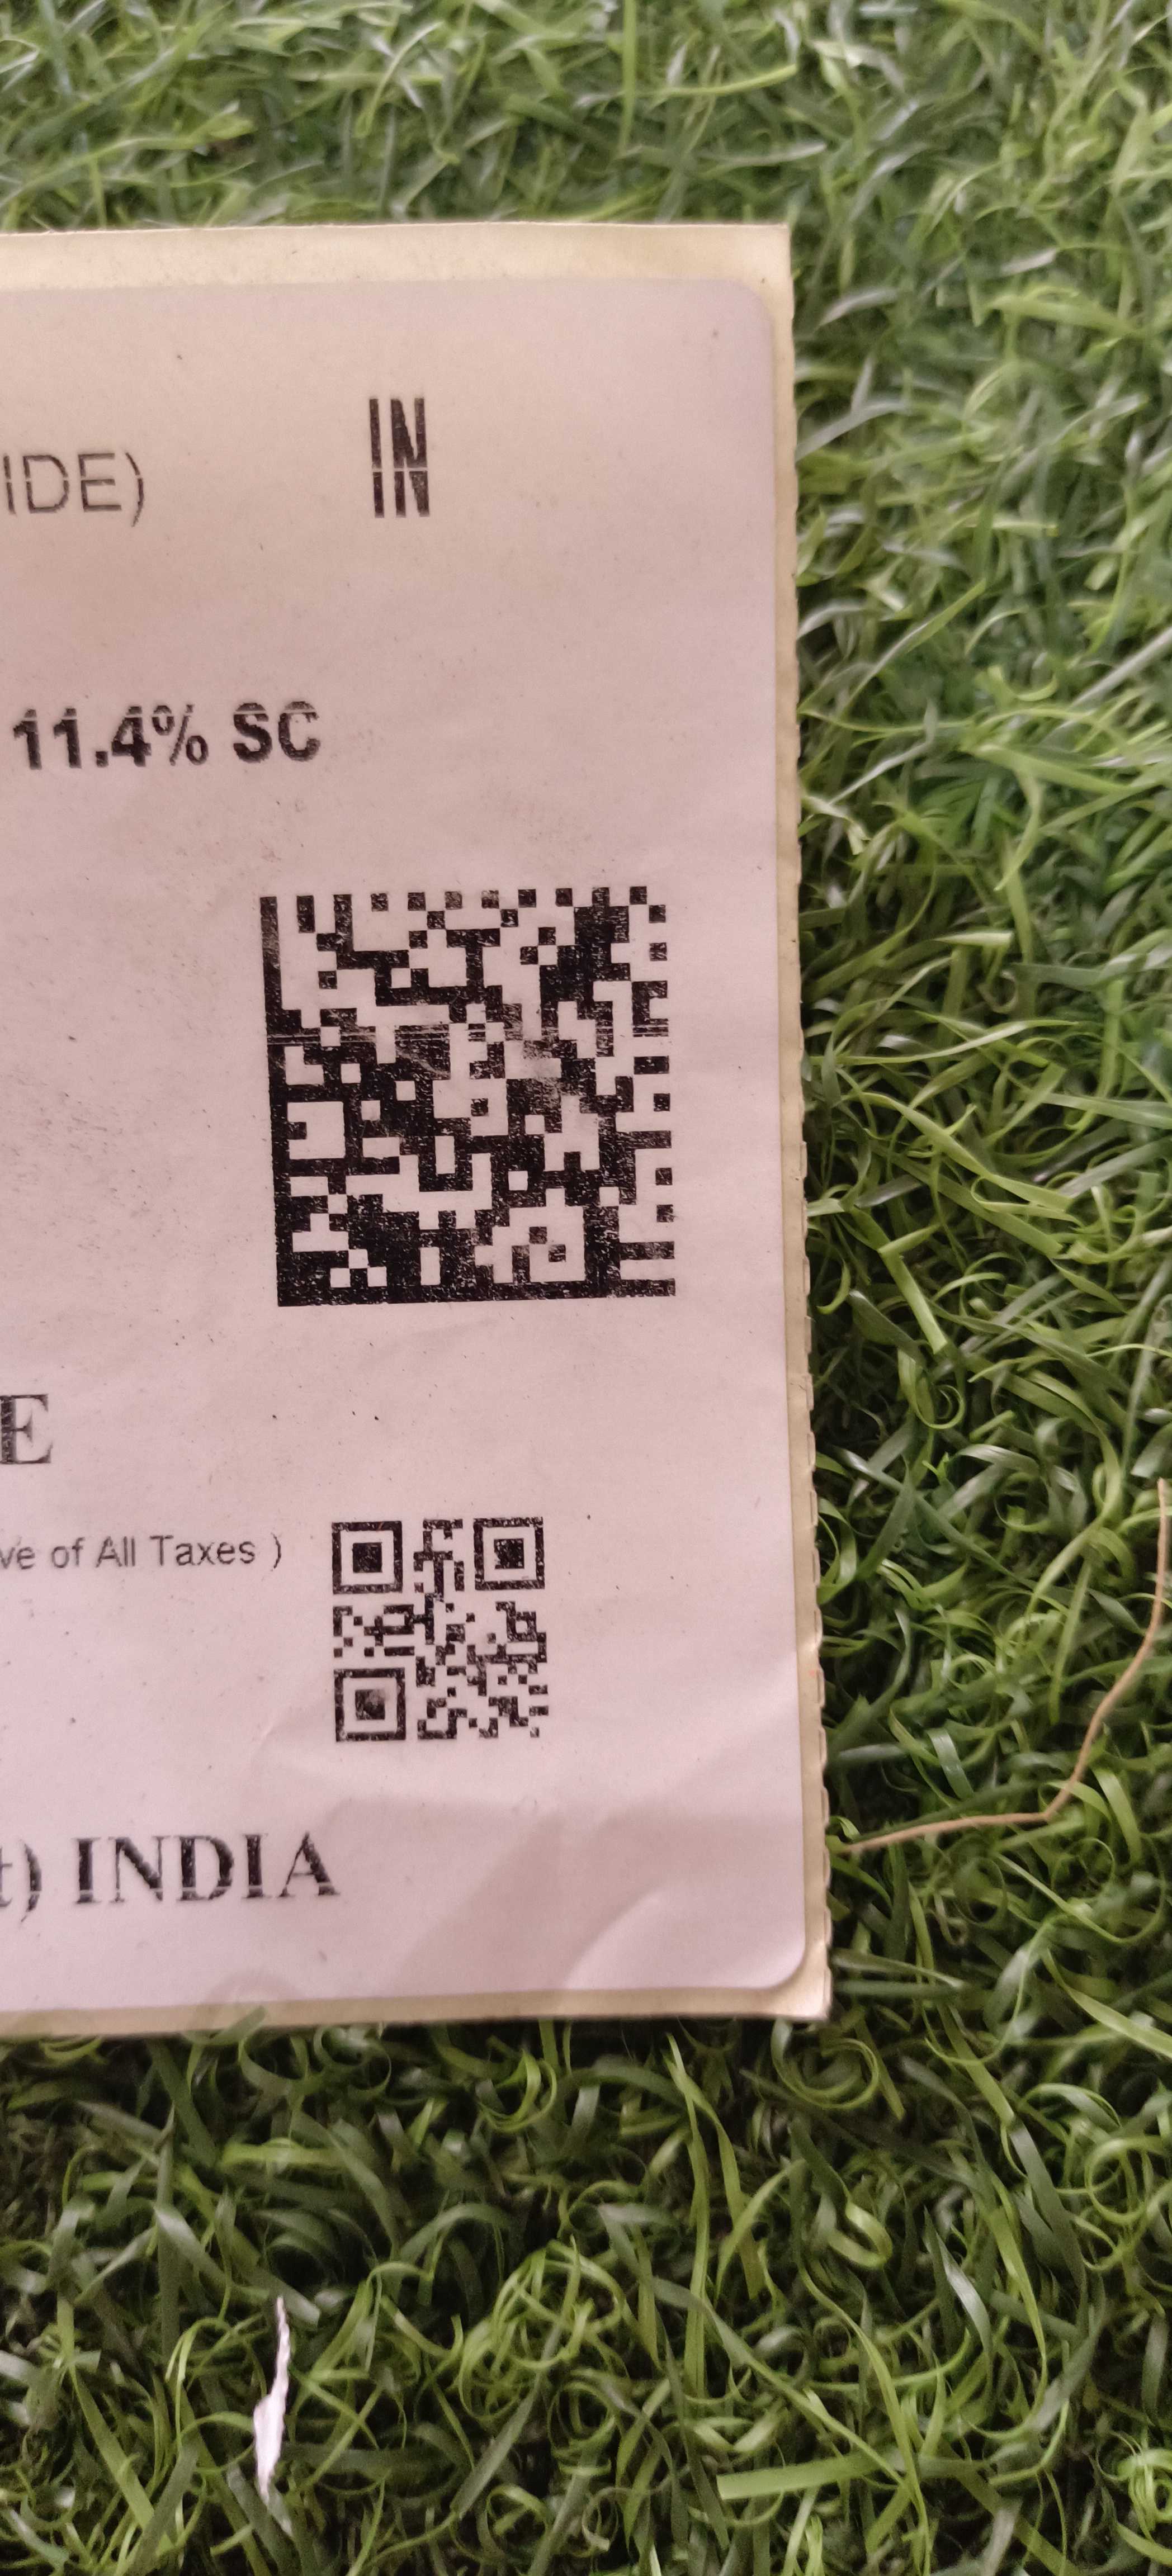 IN
IDE)
11.4% SC
E
ve of All Taxes )
t) INDIA